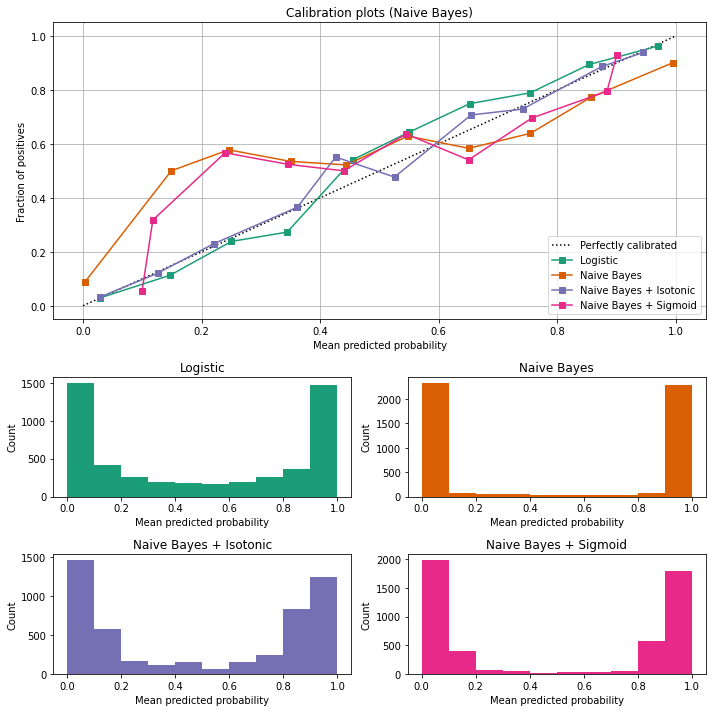 Calibration plots (Naive Bayes)
1.0
0.8
0.6
0.4
0.2
0.0
Fraction of positives
Perfectly calibrated
Logistic
Naive Bayes
Naive Bayes + Isotonic
Naive Bayes + Sigmoid
0.0 0.2 0.4 0.6 0.8 1.0
Mean predicted probability
Logistic
1500
1000
500
0
Count
0.0 0.2 0.4 0.6 0.8 1.0
Mean predicted probability
Naive Bayes
2000
1500
1000
500
0
Count
0.0 0.2 0.4 0.6 0.8 1.0
Mean predicted probability
Naive Bayes + Isotonic
1500
1000
500
0
Count
0.0 0.2 0.4 0.6 0.8 1.0
Mean predicted probability
Naive Bayes + Sigmoid
2000
1500
1000
500
0
Count
0.0 0.2 0.4 0.6 0.8 1.0
Mean predicted probability